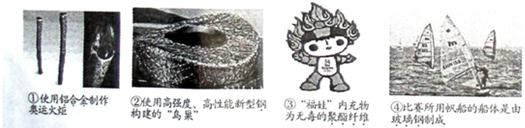 ①使用铝合金制作
奥运火炬
②使用高强度、高性能新型钢
构建的“鸟巢”
③“福娃”内充物
为无毒的聚酯纤维
④比赛所用帆船的船体是由
玻璃钢制成